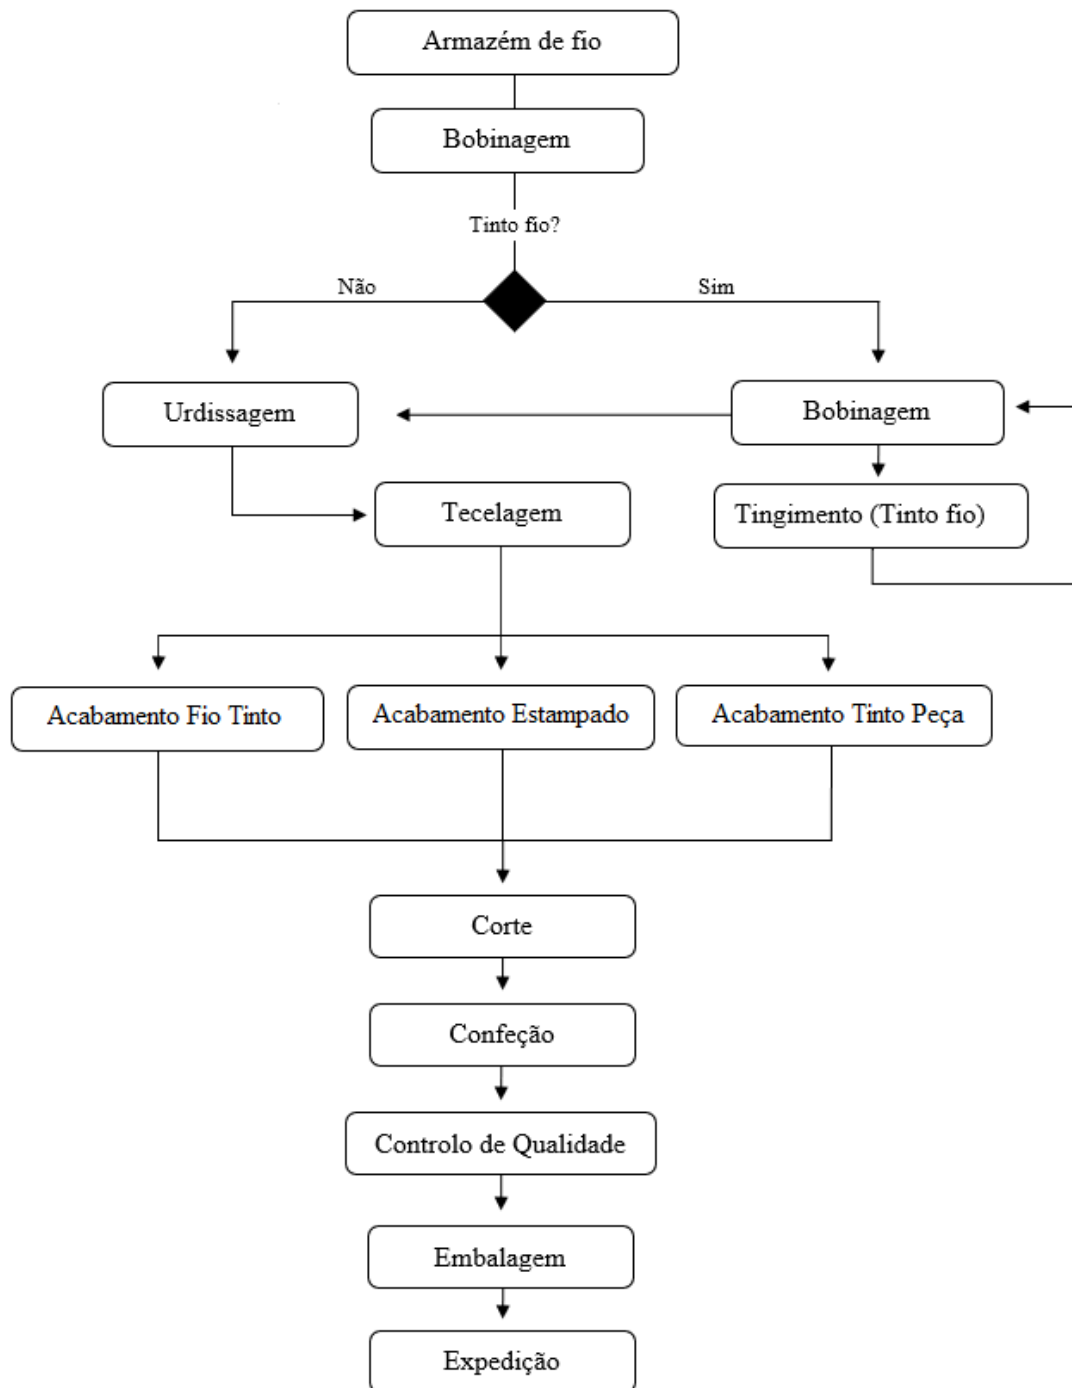 Armazém de fio
Bobinagem
Tinto fio?
Não
Sim
Urdissagem
Bobinagem
Tecelagem
Tingimento (Tinto fio)
Acabamento Fio Tinto
Acabamento Estampado
Acabamento Tinto Peça
Corte
Confeção
Controlo de Qualidade
Embalagem
Expedição